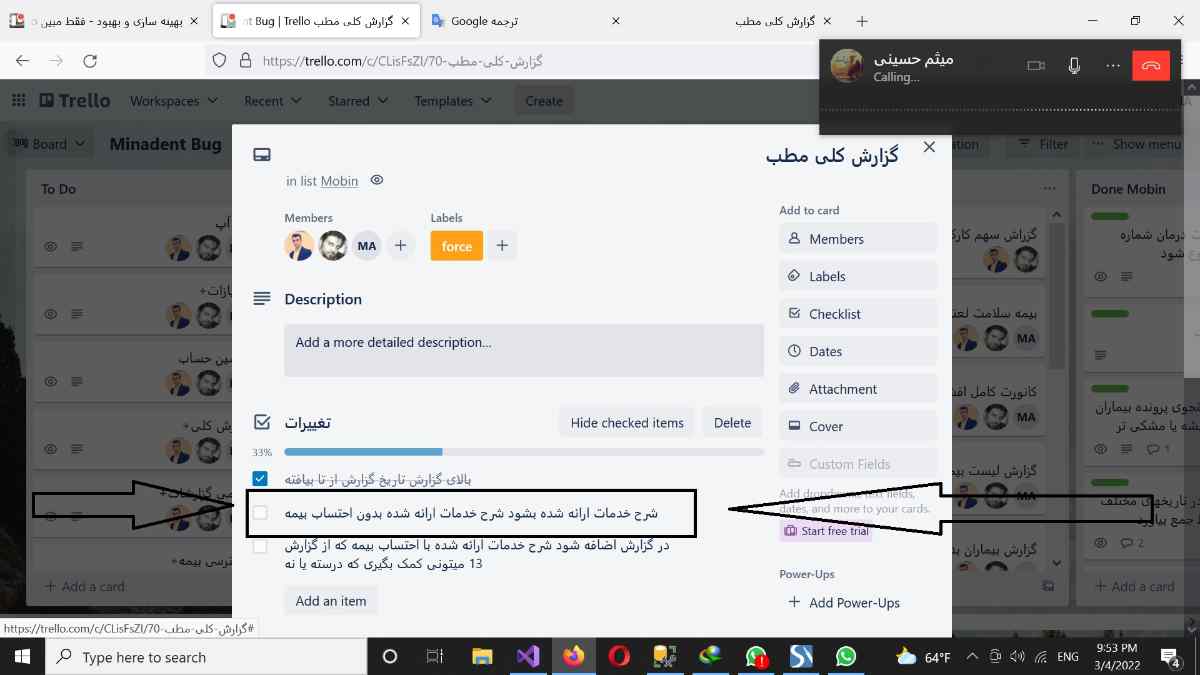 بهینه سازی و بهبود - فقط مبین
گزارش کلی مطب
nt Bug | Trello
ترجمه Google
گزارش کلی مطب
https://trello.com/c/CLisFsZl/70-گزارش-کلی-مطب
میثم حسینی
Calling...
Trello
Workspaces
Recent
Starred
Templates
Create
Board
Minadent Bug
Filter
Show menu
گزارش کلی مطب
in list Mobin
Members
Labels
MA
force
Description
Add a more detailed description...
تغییرات
Hide checked items
Delete
33%
بالای گزارش تاریخ گزارش از تا بیافته
شرح خدمات ارائه شده بشود شرح خدمات ارائه شده بدون احتساب بیمه
در گزارش اضافه شود شرح خدمات ارائه شده با احتساب بیمه که از گزارش
13 میتونی کمک بگیری که درسته یا نه
Add an item
Add to card
Members
Labels
Checklist
Dates
Attachment
Cover
Custom Fields
Add dropdowns, text fields,
dates, and more to your cards.
Start free trial
Power-Ups
Add Power-Ups
To Do
+ Add a card
گزارش سهم
بیمه سلامت
MA
کانورت کامل
MA
گزارش لیست
MA
گزارش بیماران
Done Mobin
درمان شماره
شود
پرونده بیماران
یا مشکی تر
1
در تاریخهای مختلف
جمع بیاورد
2
+ Add a card
https://trello.com/c/CLisFsZl/70-گزارش-کلی-مطب#
Type here to search
64°F
ENG
9:53 PM
3/4/2022
4